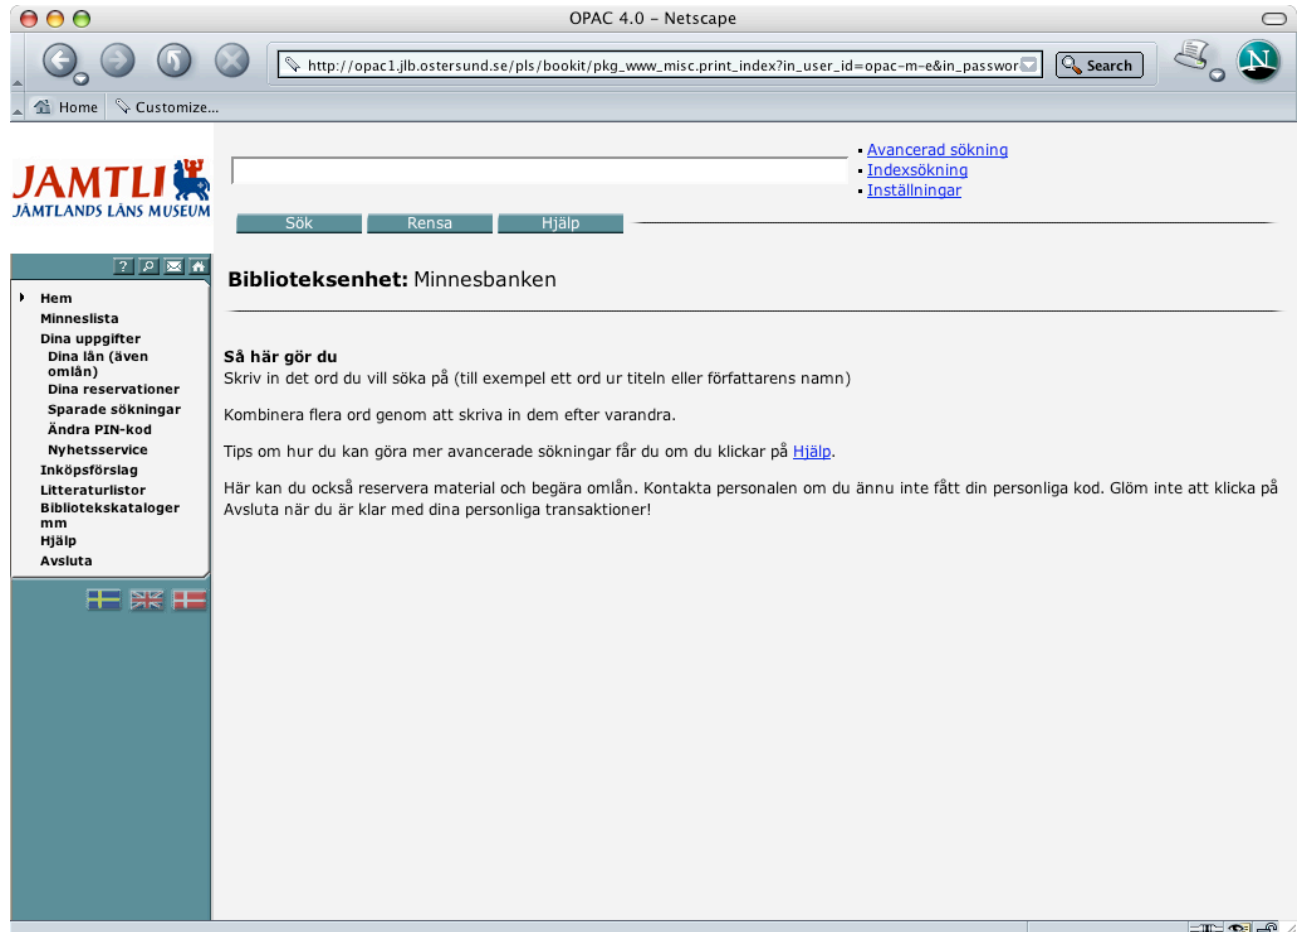 OPAC 4.0 – Netscape
http://opac1.jlb.ostersund.se/pls/bookit/pkg_www_misc.print_index?in_user_id=opac-m-e&in_passwor
Search
N
Home
Customize...
JAMTLI
JÄMTLANDS LÄNS MUSEUM
Avancerad sökning
Indexsökning
Inställningar
Sök
Rensa
Hjälp
?
Hem
Minneslista
Dina uppgifter
Dina lån (även
omlån)
Dina reservationer
Sparade sökningar
Ändra PIN-kod
Nyhetsservice
Inköpsförslag
Litteraturlistor
Bibliotekskataloger
mm
Hjälp
Avsluta
Biblioteksenhet: Minnesbanken
Så här gör du
Skriv in det ord du vill söka på (till exempel ett ord ur titeln eller författarens namn)
Kombinera flera ord genom att skriva in dem efter varandra.
Tips om hur du kan göra mer avancerade sökningar får du om du klickar på Hjälp.
Här kan du också reservera material och begära omlån. Kontakta personalen om du ännu inte fått din personliga kod. Glöm inte att klicka på
Avsluta när du är klar med dina personliga transaktioner!